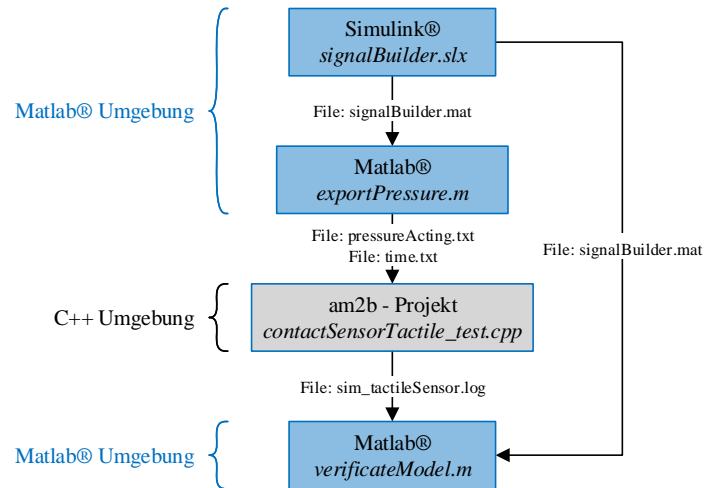 Simulink®
signalBuilder.slx
Matlab® Umgebung
File: signalBuilder.mat
Matlab®
exportPressure.m
File: pressureActing.txt
File: time.txt
File: signalBuilder.mat
am2b - Projekt
contactSensorTactile_test.cpp
C++ Umgebung
File: sim_tactileSensor.log
Matlab®
verificateModel.m
Matlab® Umgebung